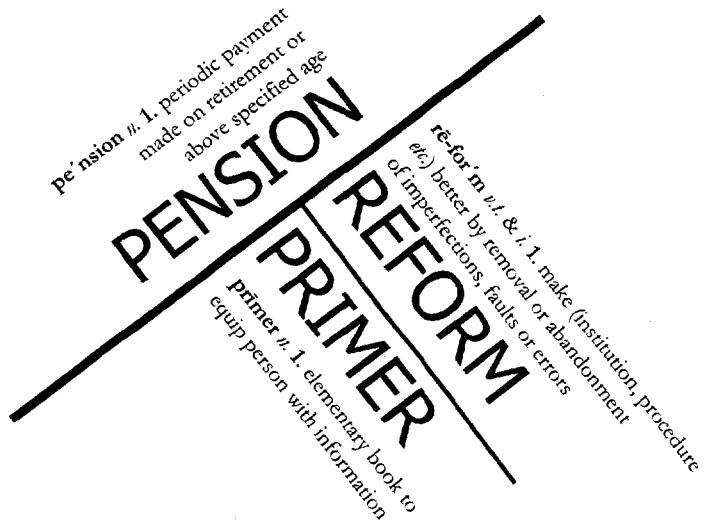 pe´nsion n. 1. periodic payment
made on retirement or
above specified age
PENSION
rē-for´m v.t. & i. 1. make (institution, procedure
etc.) better by removal or abandonment
of imperfections, faults or errors
REFORM
PRIMER
primer n. 1. elementary book to
equip person with information